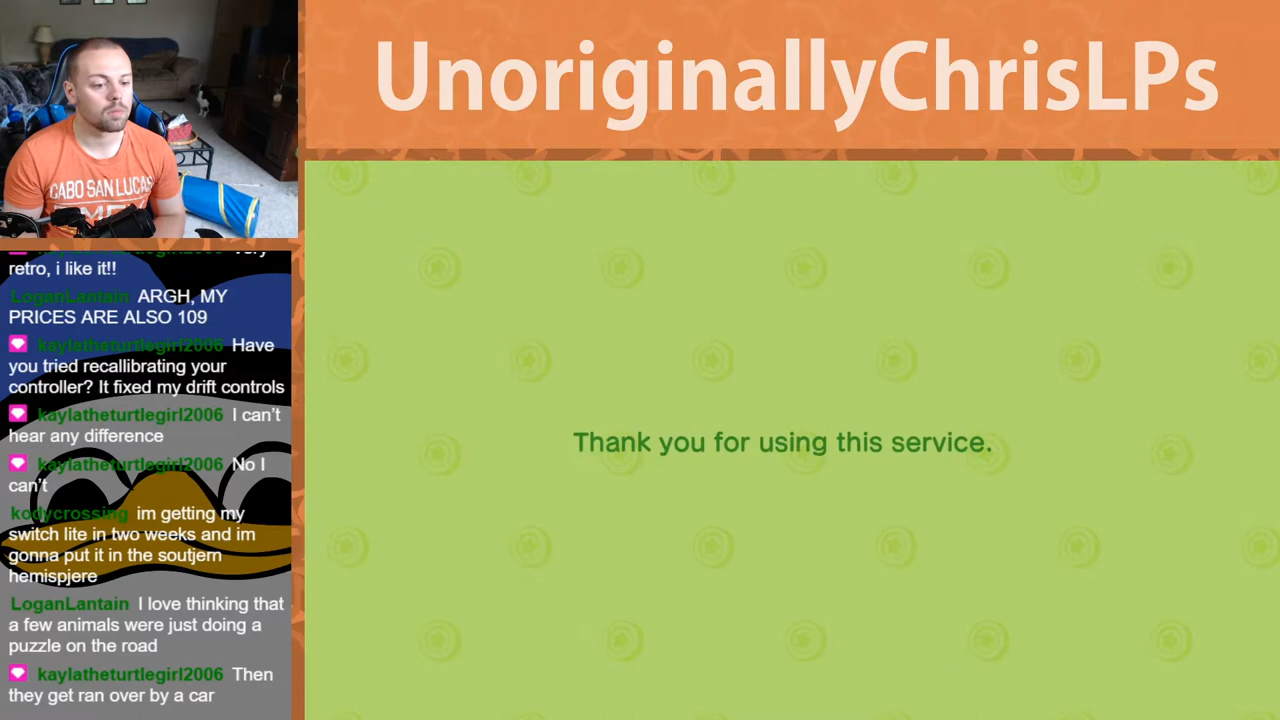 UnoriginallyChrisLPs
CABO SAN LUCAS
retro, i like it!!
LoganLantain ARGH, MY
PRICES ARE ALSO 109
kaylatheturtlegirl2006 Have
you tried recallibrating your
controller? It fixed my drift controls
kaylatheturtlegirl2006 I can't
hear any difference
kaylatheturtlegirl2006 No I
can't
kodycrossing im getting my
switch lite in two weeks and im
gonna put it in the soutjern
hemispjere
LoganLantain I love thinking that
a few animals were just doing a
puzzle on the road
kaylatheturtlegirl2006 Then
they get ran over by a car
Thank you for using this service.